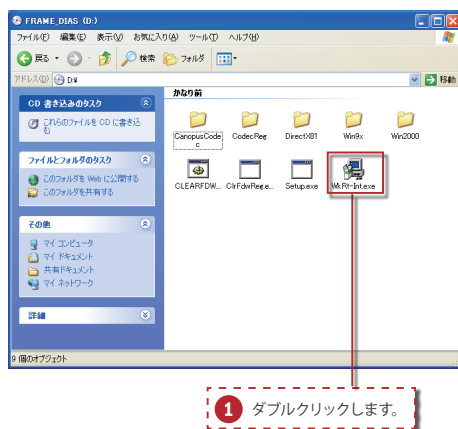 FRAME_DIAS (D:)
ファイル(F) 編集(E) 表示(V) お気に入り(A) ツール(T) ヘルプ(H)
戻る 検索 フォルダ
アドレス(D) D:¥ 移動
かなり前
CD 書き込みのタスク
これらのファイルを CD に書き込む
CanopusCodec CodecReg DirectX81 Win9x Win2000
ファイルとフォルダのタスク
このフォルダを Web に公開する
このフォルダを共有する
CLEARFDW... ClrFdwReg.e... Setup.exe WkRt-Int.exe
その他
マイ コンピュータ
マイ ドキュメント
共有ドキュメント
マイ ネットワーク
詳細
9 個のオブジェクト
1 ダブルクリックします。